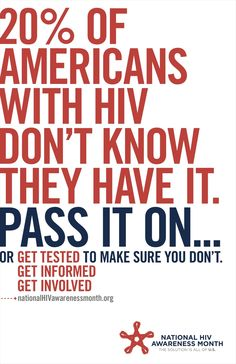 20% OF
AMERICANS
WITH HIV
DON'T KNOW
THEY HAVE IT.
PASS IT ON...
OR GET TESTED TO MAKE SURE YOU DON'T.
GET INFORMED
GET INVOLVED
nationalHIVawarenessmonth.org
NATIONAL HIV
AWARENESS MONTH
THE SOLUTION IS ALL OF U.S.